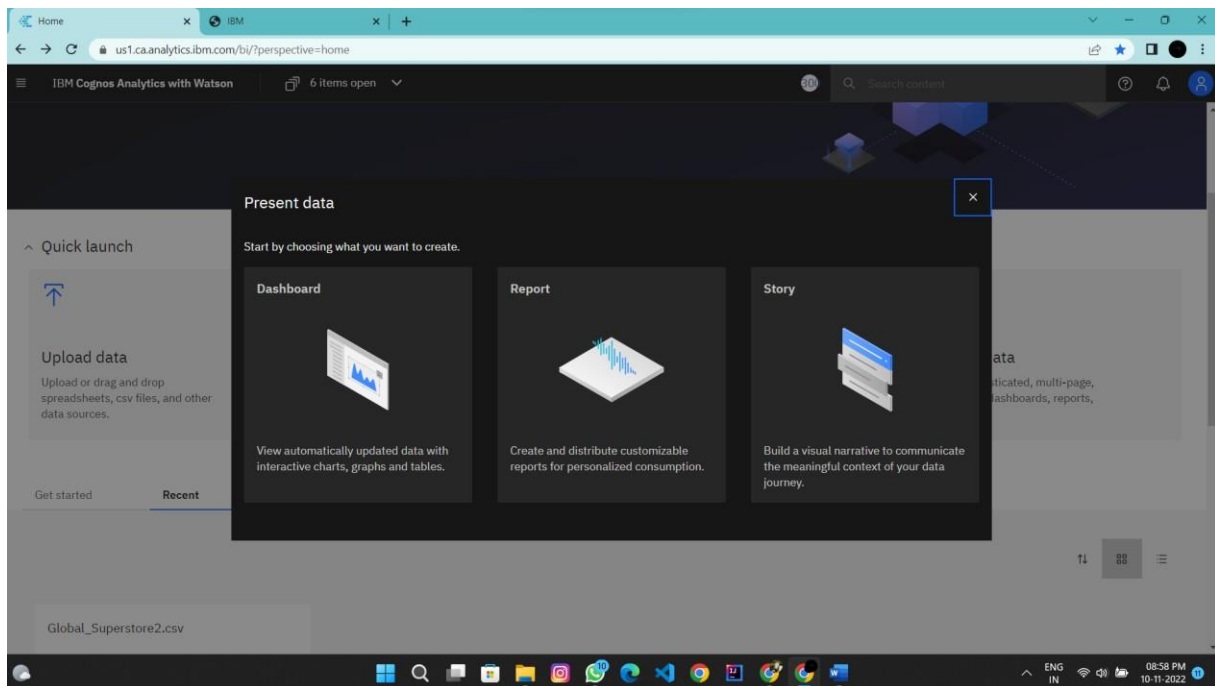 Home
IBM
us1.ca.analytics.ibm.com/bi/?perspective=home
IBM Cognos Analytics with Watson
6 items open
Search content
Present data
Start by choosing what you want to create.
Quick launch
Dashboard
Report
Story
Upload data
Upload or drag and drop
spreadsheets, csv files, and other
data sources.
ata
ticated, multi-page,
dashboards, reports,
View automatically updated data with
interactive charts, graphs and tables.
Create and distribute customizable
reports for personalized consumption.
Build a visual narrative to communicate
the meaningful context of your data
journey.
Get started
Recent
Global_Superstore2.csv
10
ENG
IN
08:58 PM
10-11-2022
11